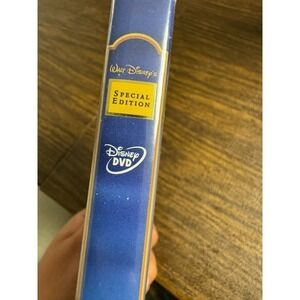 Walt Disney's
SPECIAL
EDITION
Disney
DVD